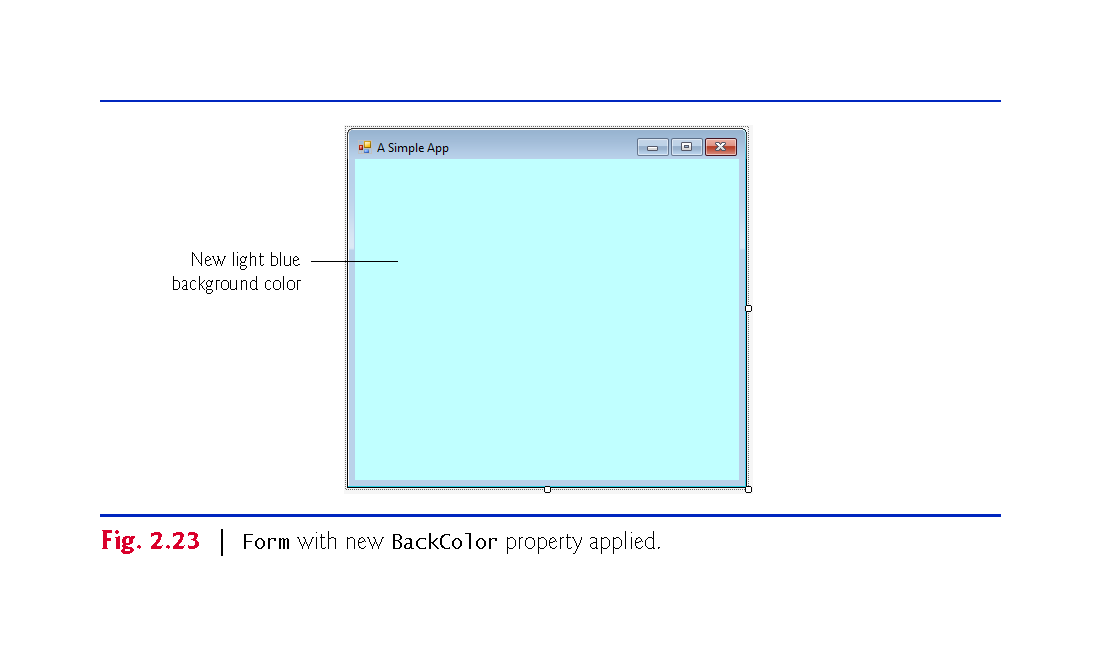 A Simple App
New light blue
background color
Fig. 2.23 | Form with new BackColor property applied.